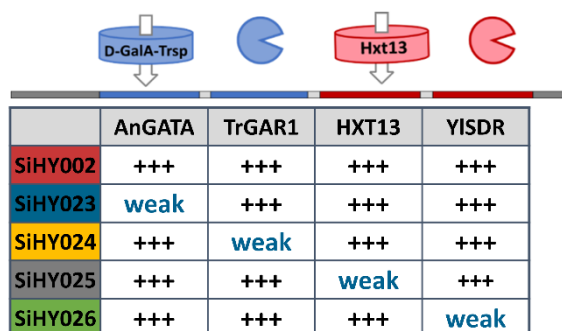 D-GalA-Trsp Hxt13
AnGATA TrGAR1 HXT13 YlSDR
SiHY002 +++ +++ +++ +++
SiHY023 weak +++ +++ +++
SiHY024 +++ weak +++ +++
SiHY025 +++ +++ weak +++
SiHY026 +++ +++ +++ weak